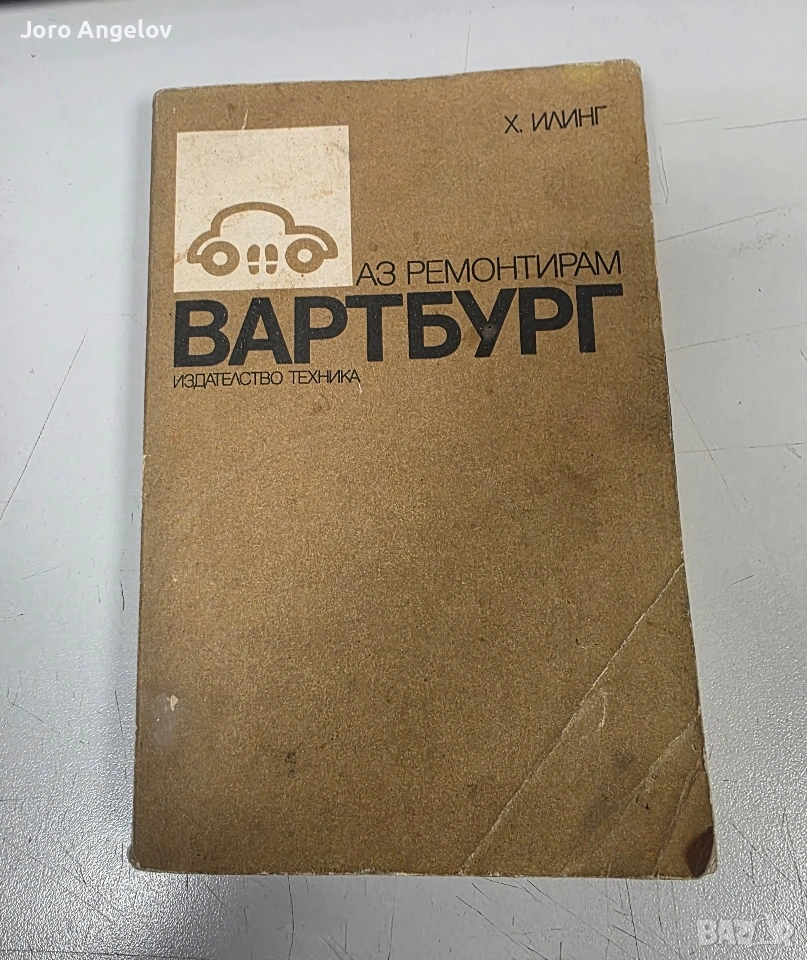 Joro Angelov
Х. ИЛИНГ
АЗ РЕМОНТИРАМ
ВАРТБУРГ
ИЗДАТЕЛСТВО ТЕХНИКА